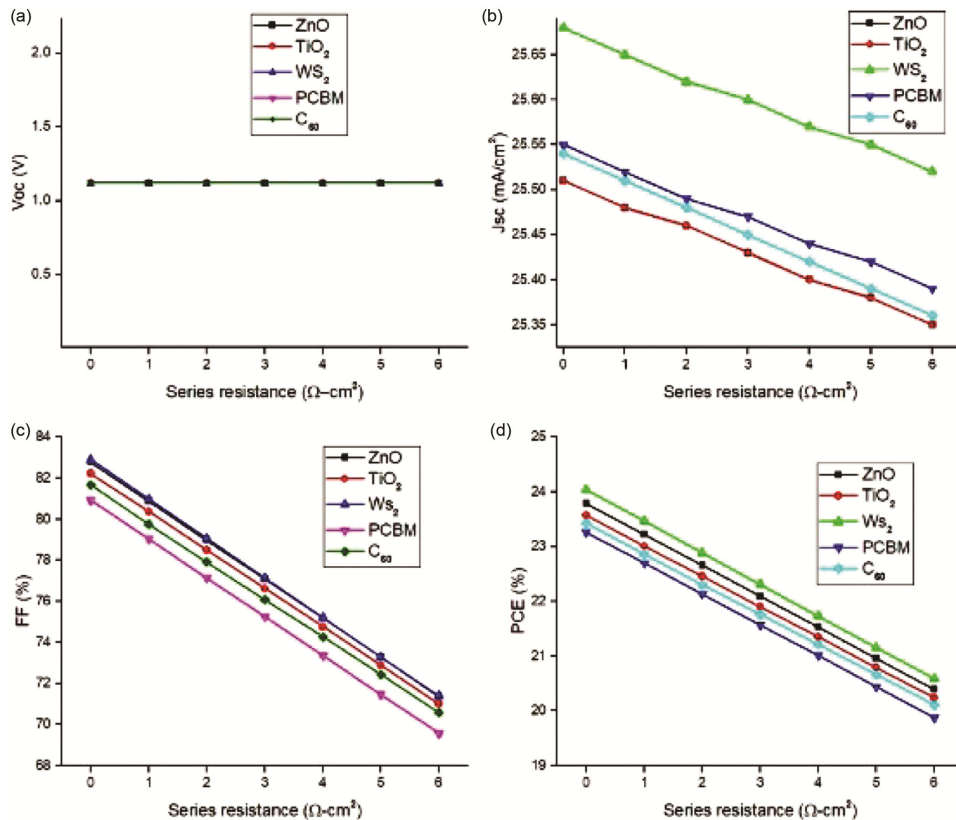 (a)
ZnO
TiO₂
WS₂
PCBM
C₆₀
2.0
1.5
1.0
0.5
Voc (V)
0 1 2 3 4 5 6
Series resistance (Ω–cm²)
(b)
ZnO
TiO₂
WS₂
PCBM
C₆₀
25.65
25.60
25.55
25.50
25.45
25.40
25.35
Jsc (mA/cm²)
0 1 2 3 4 5 6
Series resistance (Ω-cm²)
(c)
ZnO
TiO₂
Ws₂
PCBM
C₆₀
84
82
80
78
76
74
72
70
68
FF (%)
0 1 2 3 4 5 6
Series resistance (Ω-cm²)
(d)
ZnO
TiO₂
Ws₂
PCBM
C₆₀
25
24
23
22
21
20
19
PCE (%)
0 1 2 3 4 5 6
Series resistance (Ω-cm²)